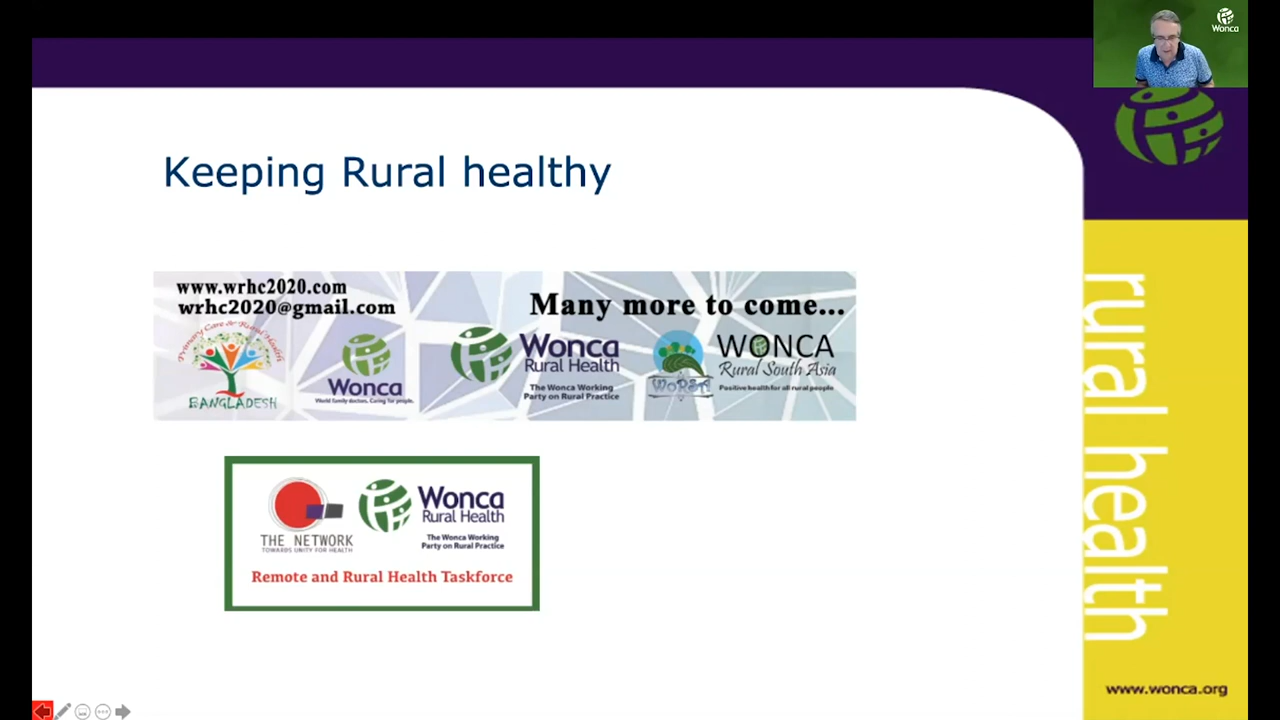 Wonca
Keeping Rural healthy
www.wrhc2020.com
wrhc2020@gmail.com
Many more to come...
Primary Care & Rural Health
BANGLADESH
Wonca
World family doctors. Caring for people.
Wonca
Rural Health
The Wonca Working
Party on Rural Practice
WoRSA
WONCA
Rural South Asia
Positive health for all rural people
THE NETWORK
TOWARDS UNITY FOR HEALTH
Wonca
Rural Health
The Wonca Working
Party on Rural Practice
Remote and Rural Health Taskforce
rural health
www.wonca.org